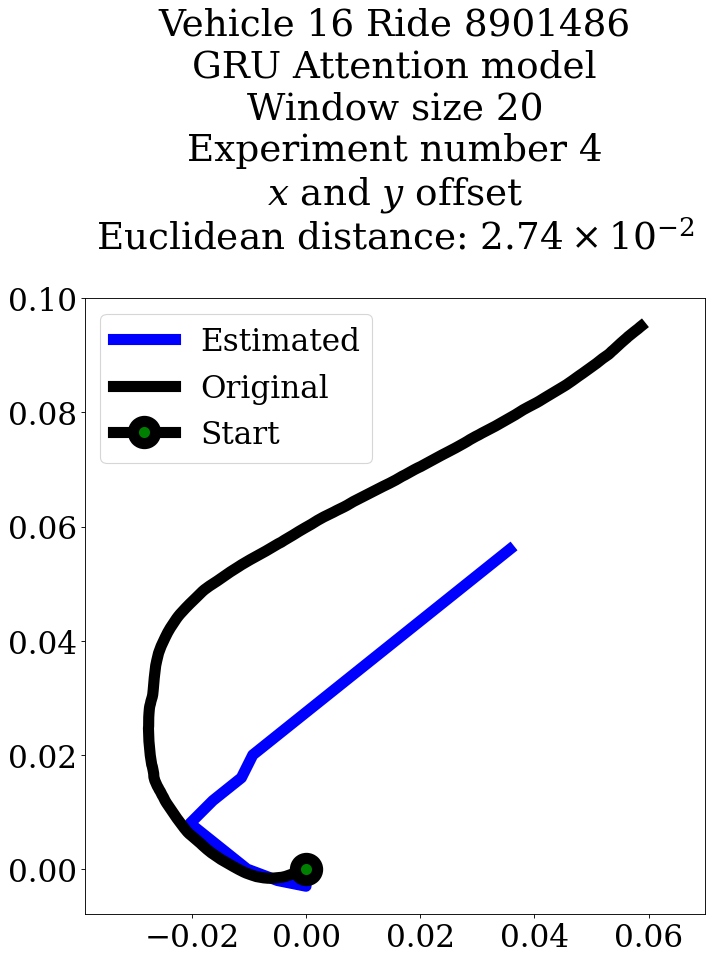 Vehicle 16 Ride 8901486
GRU Attention model
Window size 20
Experiment number 4
x and y offset
Euclidean distance: 2.74 × 10⁻²
Estimated
Original
Start
0.10
0.08
0.06
0.04
0.02
0.00
−0.02 0.00 0.02 0.04 0.06